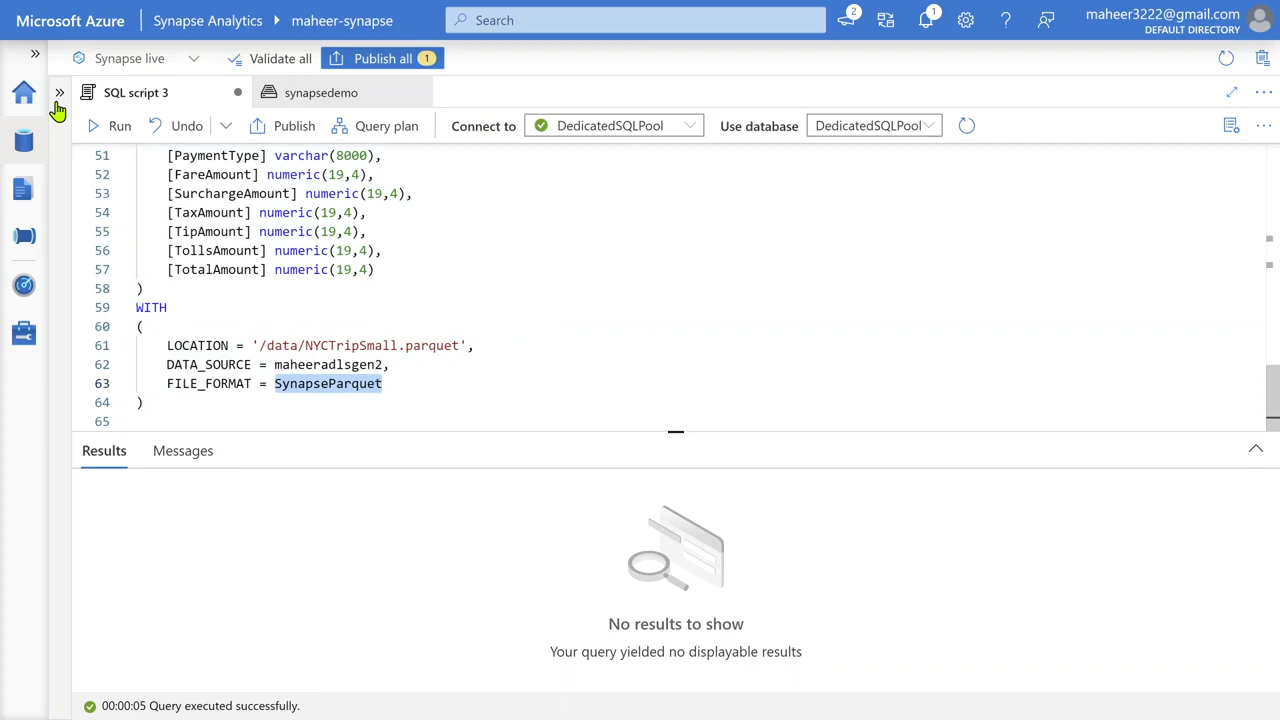 Microsoft Azure Synapse Analytics maheer-synapse Search 2 1 maheer3222@gmail.com
DEFAULT DIRECTORY
Synapse live Validate all Publish all 1
SQL script 3 synapsedemo
Run Undo Publish Query plan Connect to DedicatedSQLPool Use database DedicatedSQLPool
51 [PaymentType] varchar(8000),
52 [FareAmount] numeric(19,4),
53 [SurchargeAmount] numeric(19,4),
54 [TaxAmount] numeric(19,4),
55 [TipAmount] numeric(19,4),
56 [TollsAmount] numeric(19,4),
57 [TotalAmount] numeric(19,4)
58 )
59 WITH
60 (
61 LOCATION = '/data/NYCTripSmall.parquet',
62 DATA_SOURCE = maheeradlsgen2,
63 FILE_FORMAT = SynapseParquet
64 )
65
Results Messages
No results to show
Your query yielded no displayable results
00:00:05 Query executed successfully.